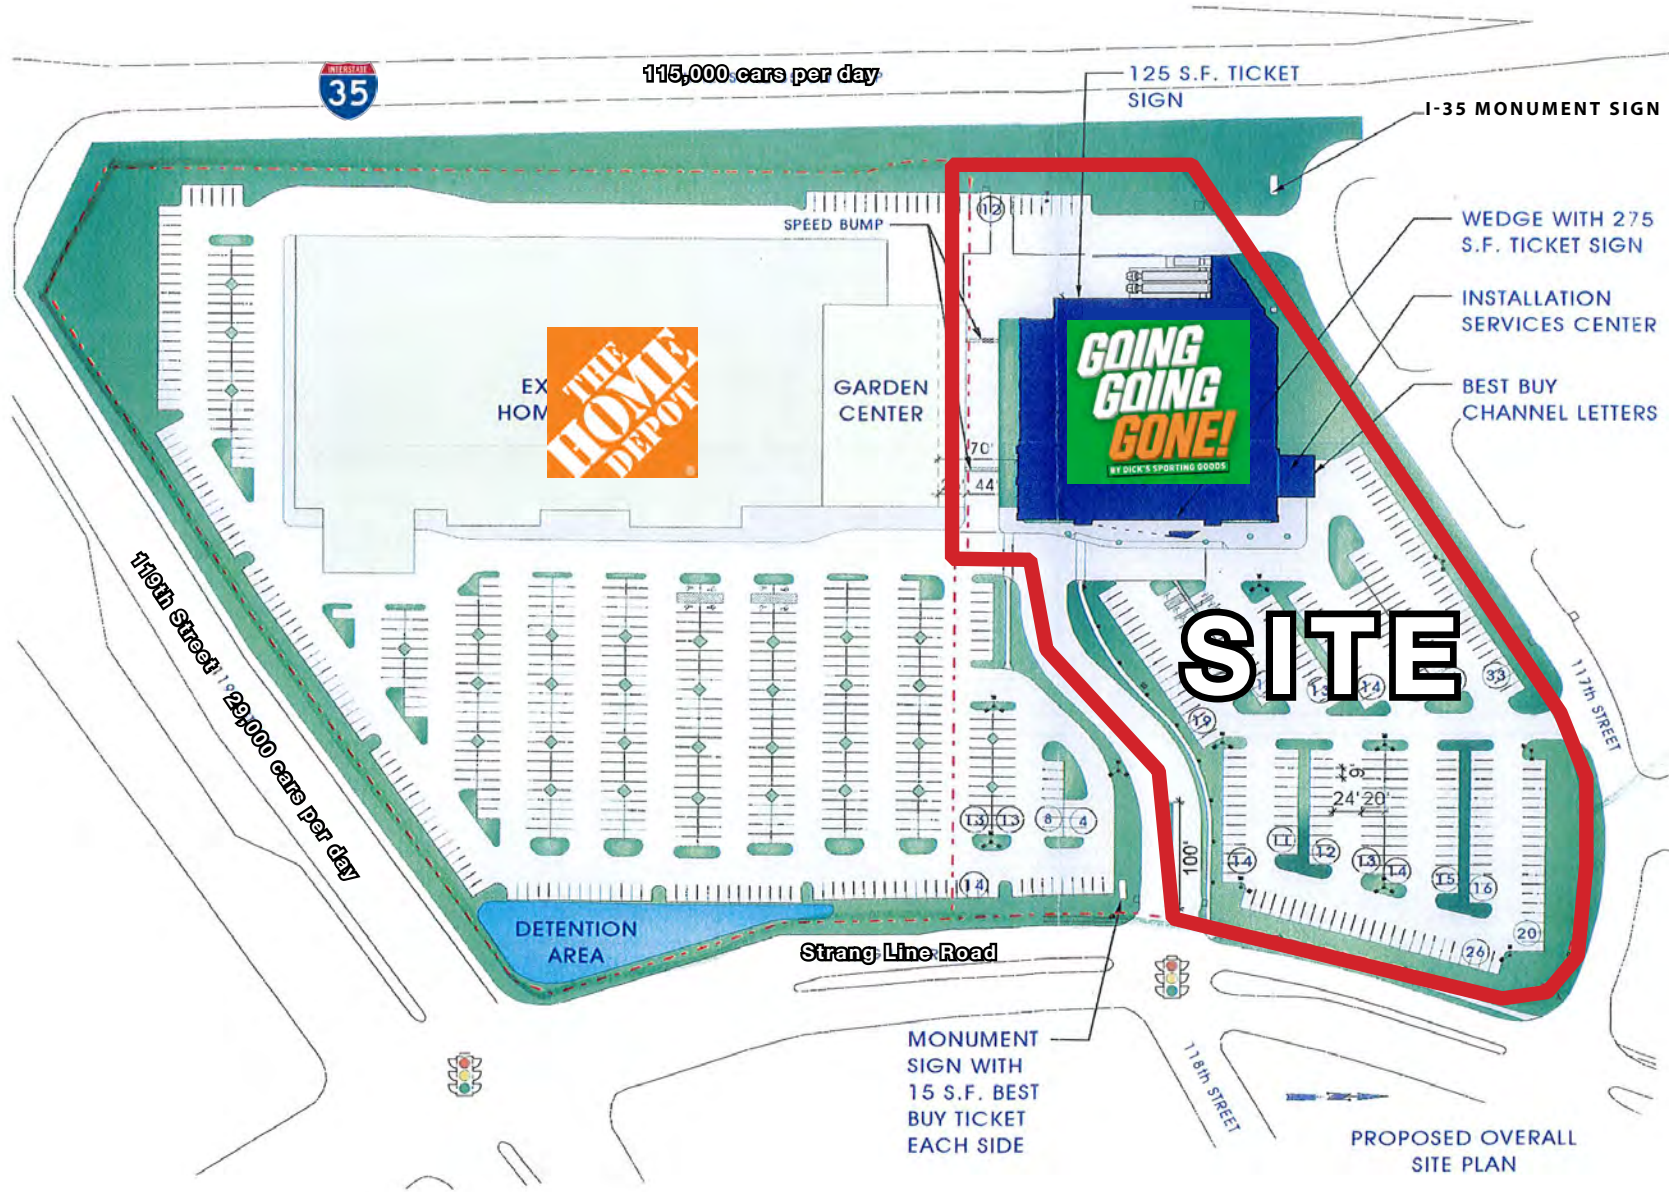 115,000 cars per day
INTERSTATE
35
125 S.F. TICKET
SIGN
I-35 MONUMENT SIGN
12
SPEED BUMP
WEDGE WITH 275
S.F. TICKET SIGN
INSTALLATION
SERVICES CENTER
BEST BUY
CHANNEL LETTERS
EX
HOM
THE
HOME
DEPOT
®
GARDEN
CENTER
GOING
GOING
GONE!
BY DICK'S SPORTING GOODS
70'
44'
119th Street
29,000 cars per day
SITE
14
33
19
117th STREET
9'
24' 20'
13
13
8
4
100'
14
11
12
13
14
15
16
14
20
26
DETENTION
AREA
Strang Line Road
MONUMENT
SIGN WITH
15 S.F. BEST
BUY TICKET
EACH SIDE
118th STREET
PROPOSED OVERALL
SITE PLAN